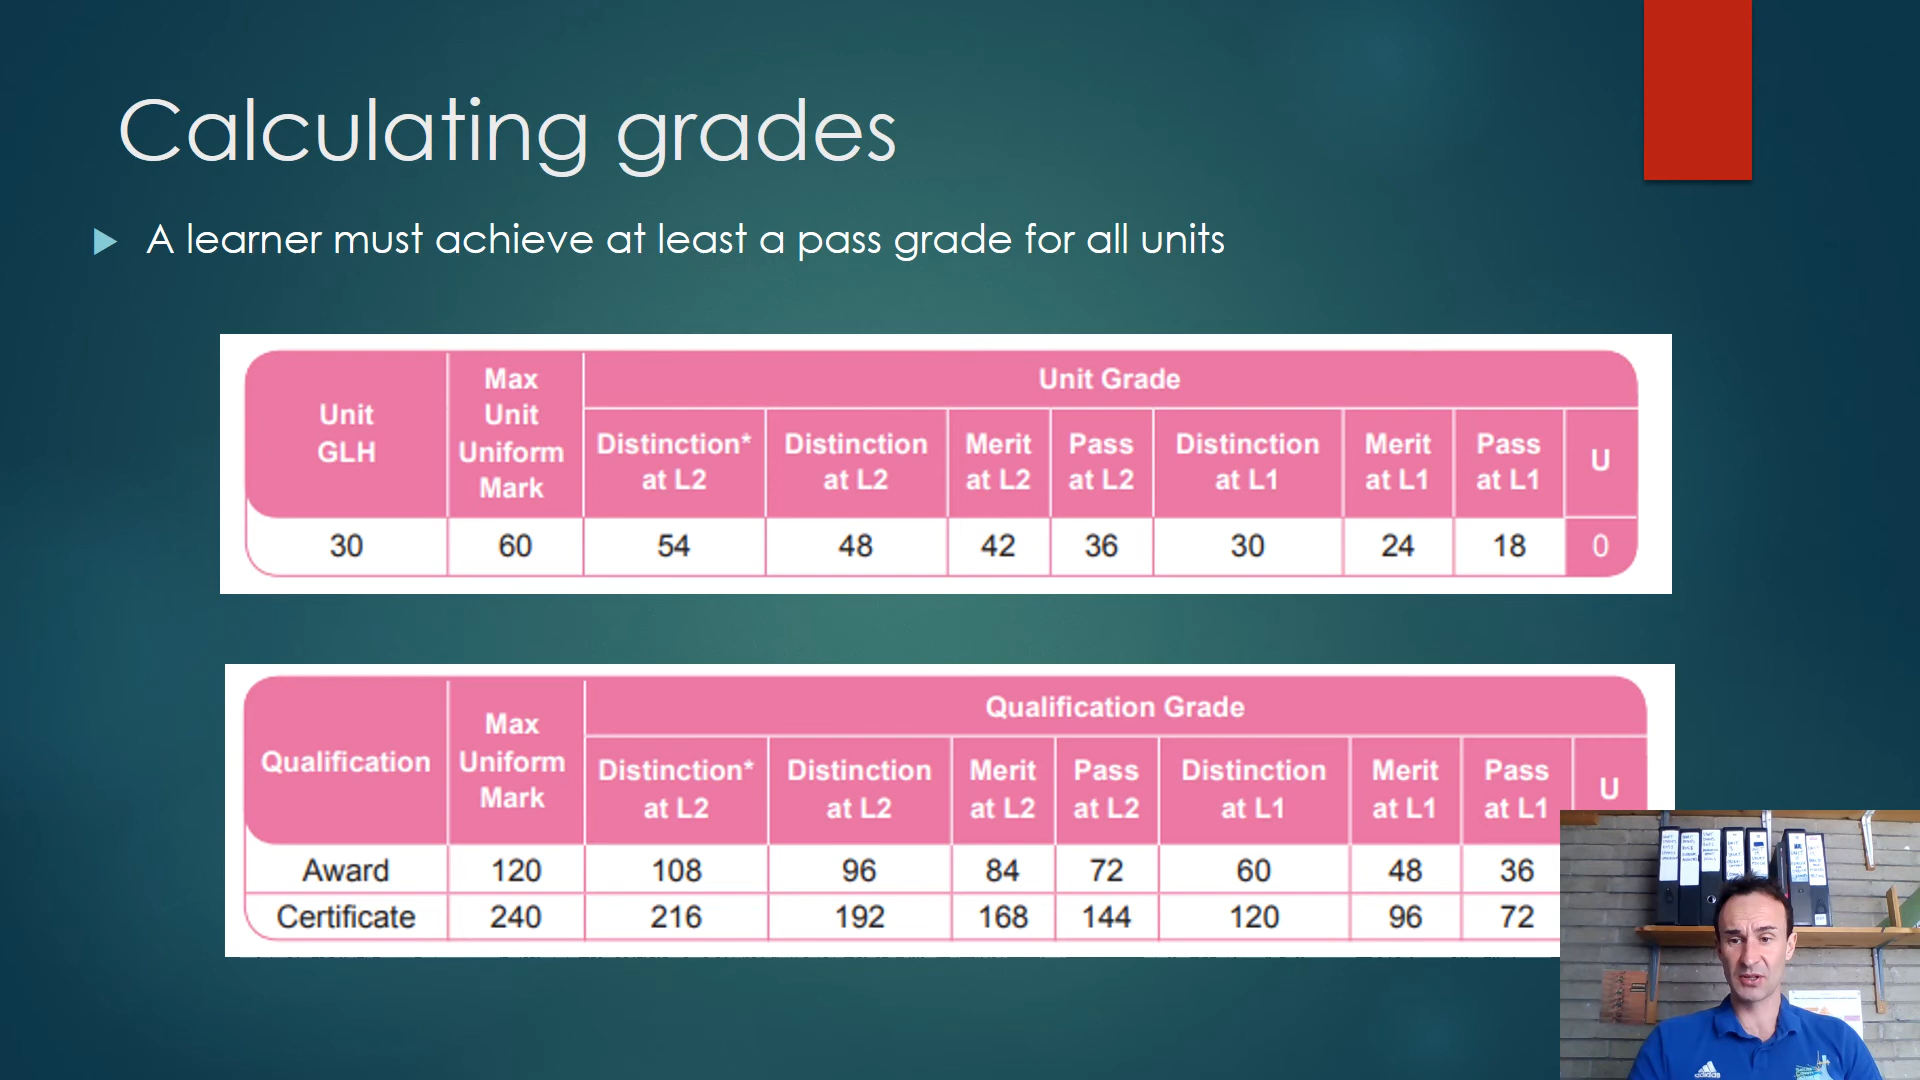 Calculating grades
A learner must achieve at least a pass grade for all units
Unit GLH
Max Unit Uniform Mark
Unit Grade
Distinction* at L2
Distinction at L2
Merit at L2
Pass at L2
Distinction at L1
Merit at L1
Pass at L1
U
30 60 54 48 42 36 30 24 18 0
Qualification
Max Uniform Mark
Qualification Grade
Distinction* at L2
Distinction at L2
Merit at L2
Pass at L2
Distinction at L1
Merit at L1
Pass at L1
U
Award 120 108 96 84 72 60 48 36
Certificate 240 216 192 168 144 120 96 72
adidas